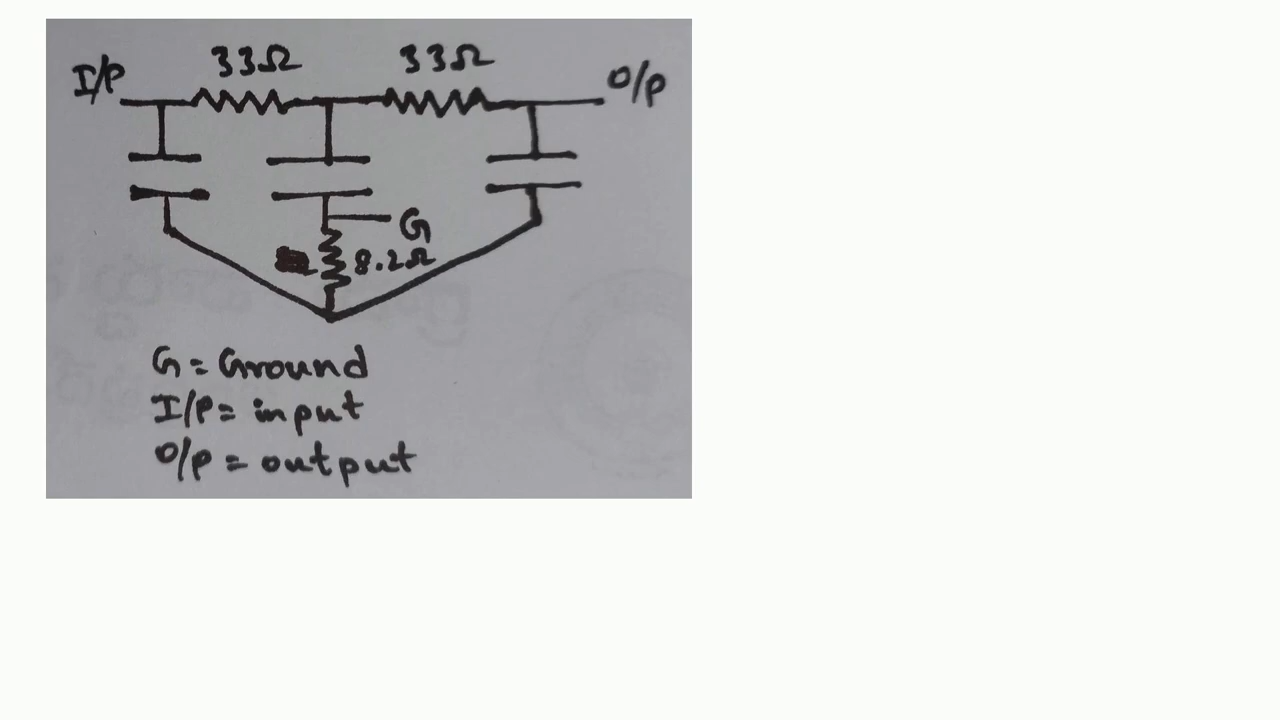 33Ω 33Ω
I/P O/P
G
8.2Ω
G = Ground
I/P = input
O/P = output